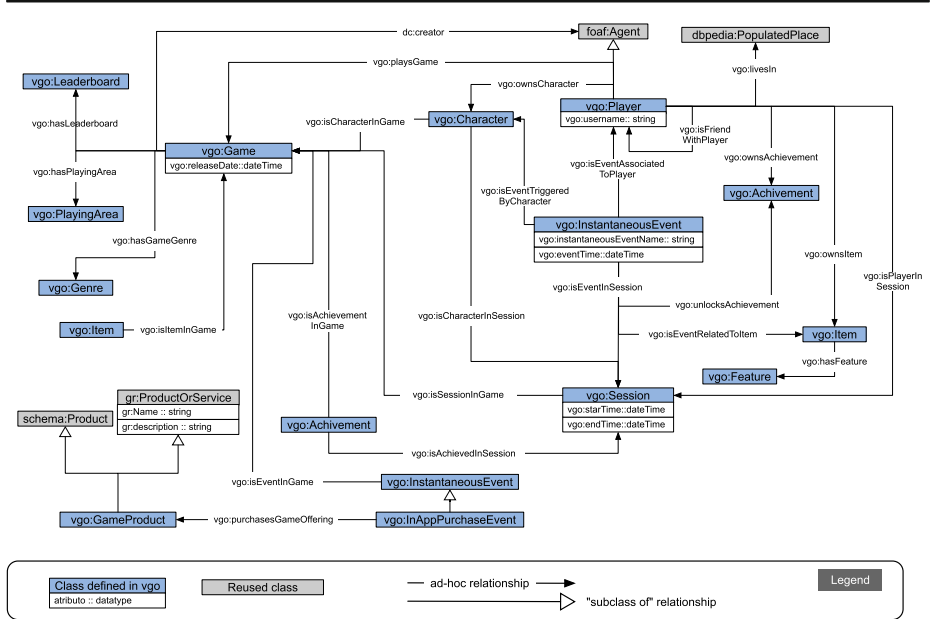 dc:creator
foaf:Agent
dbpedia:PopulatedPlace
vgo:playsGame
vgo:livesIn
vgo:Leaderboard
vgo:ownsCharacter
vgo:Player
vgo:username:: string
vgo:hasLeaderboard
vgo:isCharacterInGame
vgo:Character
vgo:isFriend
WithPlayer
vgo:Game
vgo:releaseDate::dateTime
vgo:isEventAssociated
ToPlayer
vgo:ownsAchievement
vgo:hasPlayingArea
vgo:isEventTriggered
ByCharacter
vgo:Achivement
vgo:PlayingArea
vgo:InstantaneousEvent
vgo:instantaneousEventName:: string
vgo:eventTime::dateTime
vgo:hasGameGenre
vgo:ownsItem
vgo:isPlayerIn
Session
vgo:Genre
vgo:isEventInSession
vgo:unlocksAchievement
vgo:isAchievement
InGame
vgo:isCharacterInSession
vgo:Item
vgo:isItemInGame
vgo:isEventRelatedToItem
vgo:Item
vgo:hasFeature
vgo:Feature
gr:ProductOrService
gr:Name :: string
gr:description :: string
schema:Product
vgo:isSessionInGame
vgo:Session
vgo:starTime::dateTime
vgo:endTime::dateTime
vgo:Achivement
vgo:isAchievedInSession
vgo:isEventInGame
vgo:InstantaneousEvent
vgo:GameProduct
vgo:purchasesGameOffering
vgo:InAppPurchaseEvent
Class defined in vgo
atributo :: datatype
Reused class
ad-hoc relationship
"subclass of" relationship
Legend